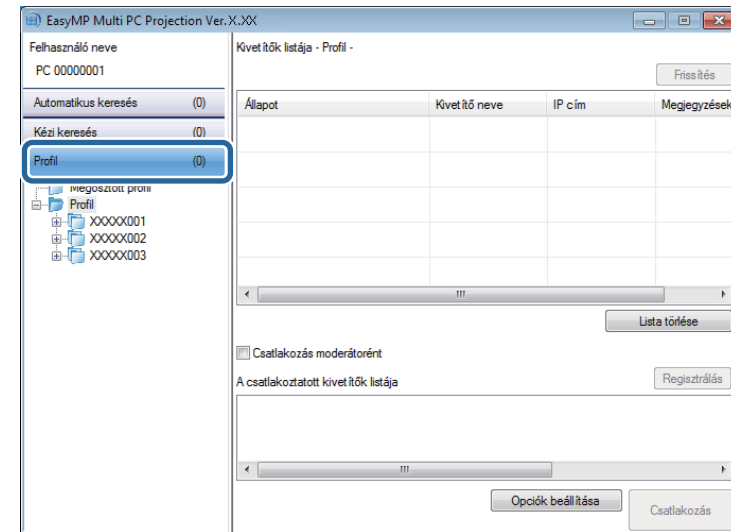 EasyMP Multi PC Projection Ver.X.XX
Felhasználó neve
PC 00000001
Automatikus keresés (0)
Kézi keresés (0)
Profil (0)
Megosztott profil
Profil
XXXXX001
XXXXX002
XXXXX003
Kivetítők listája - Profil -
Frissítés
Állapot Kivetítő neve IP cím Megjegyzések
Lista törlése
Csatlakozás moderátorént
A csatlakoztatott kivetítők listája
Regisztrálás
Opciók beállítása
Csatlakozás